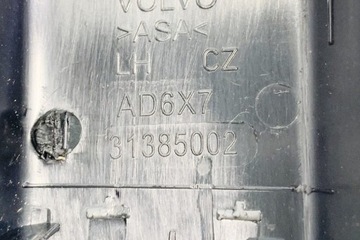 VOLVO
>ASA<
LH CZ
AD6X7
31385002